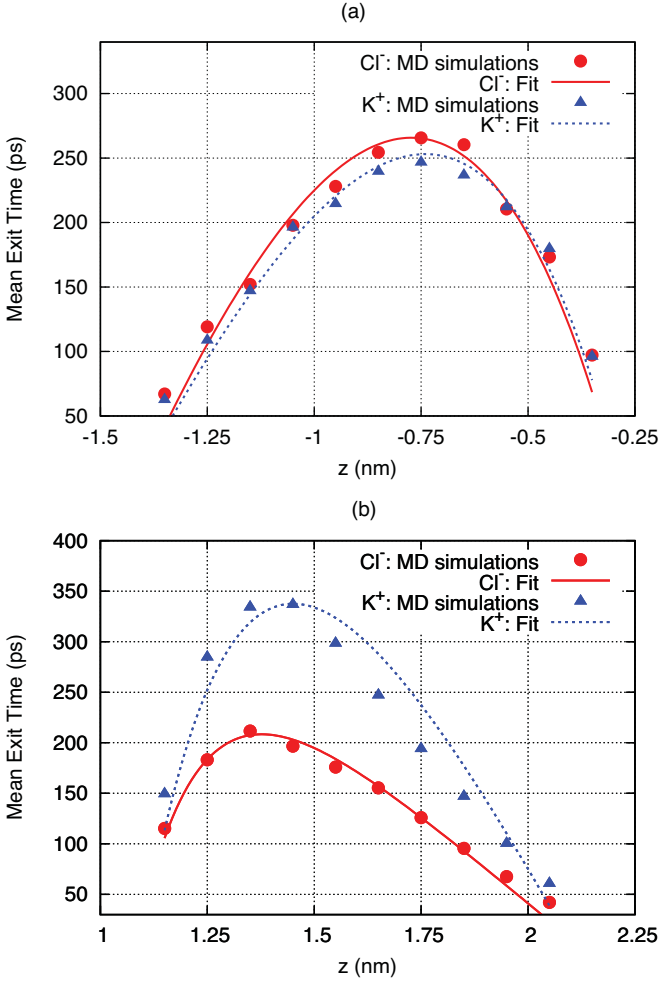 (a)
Mean Exit Time (ps)
350
300
250
200
150
100
50
Cl⁻: MD simulations
Cl⁻: Fit
K⁺: MD simulations
K⁺: Fit
-1.5 -1.25 -1 -0.75 -0.5 -0.25
z (nm)
(b)
Mean Exit Time (ps)
400
350
300
250
200
150
100
50
Cl⁻: MD simulations
Cl⁻: Fit
K⁺: MD simulations
K⁺: Fit
1 1.25 1.5 1.75 2 2.25
z (nm)